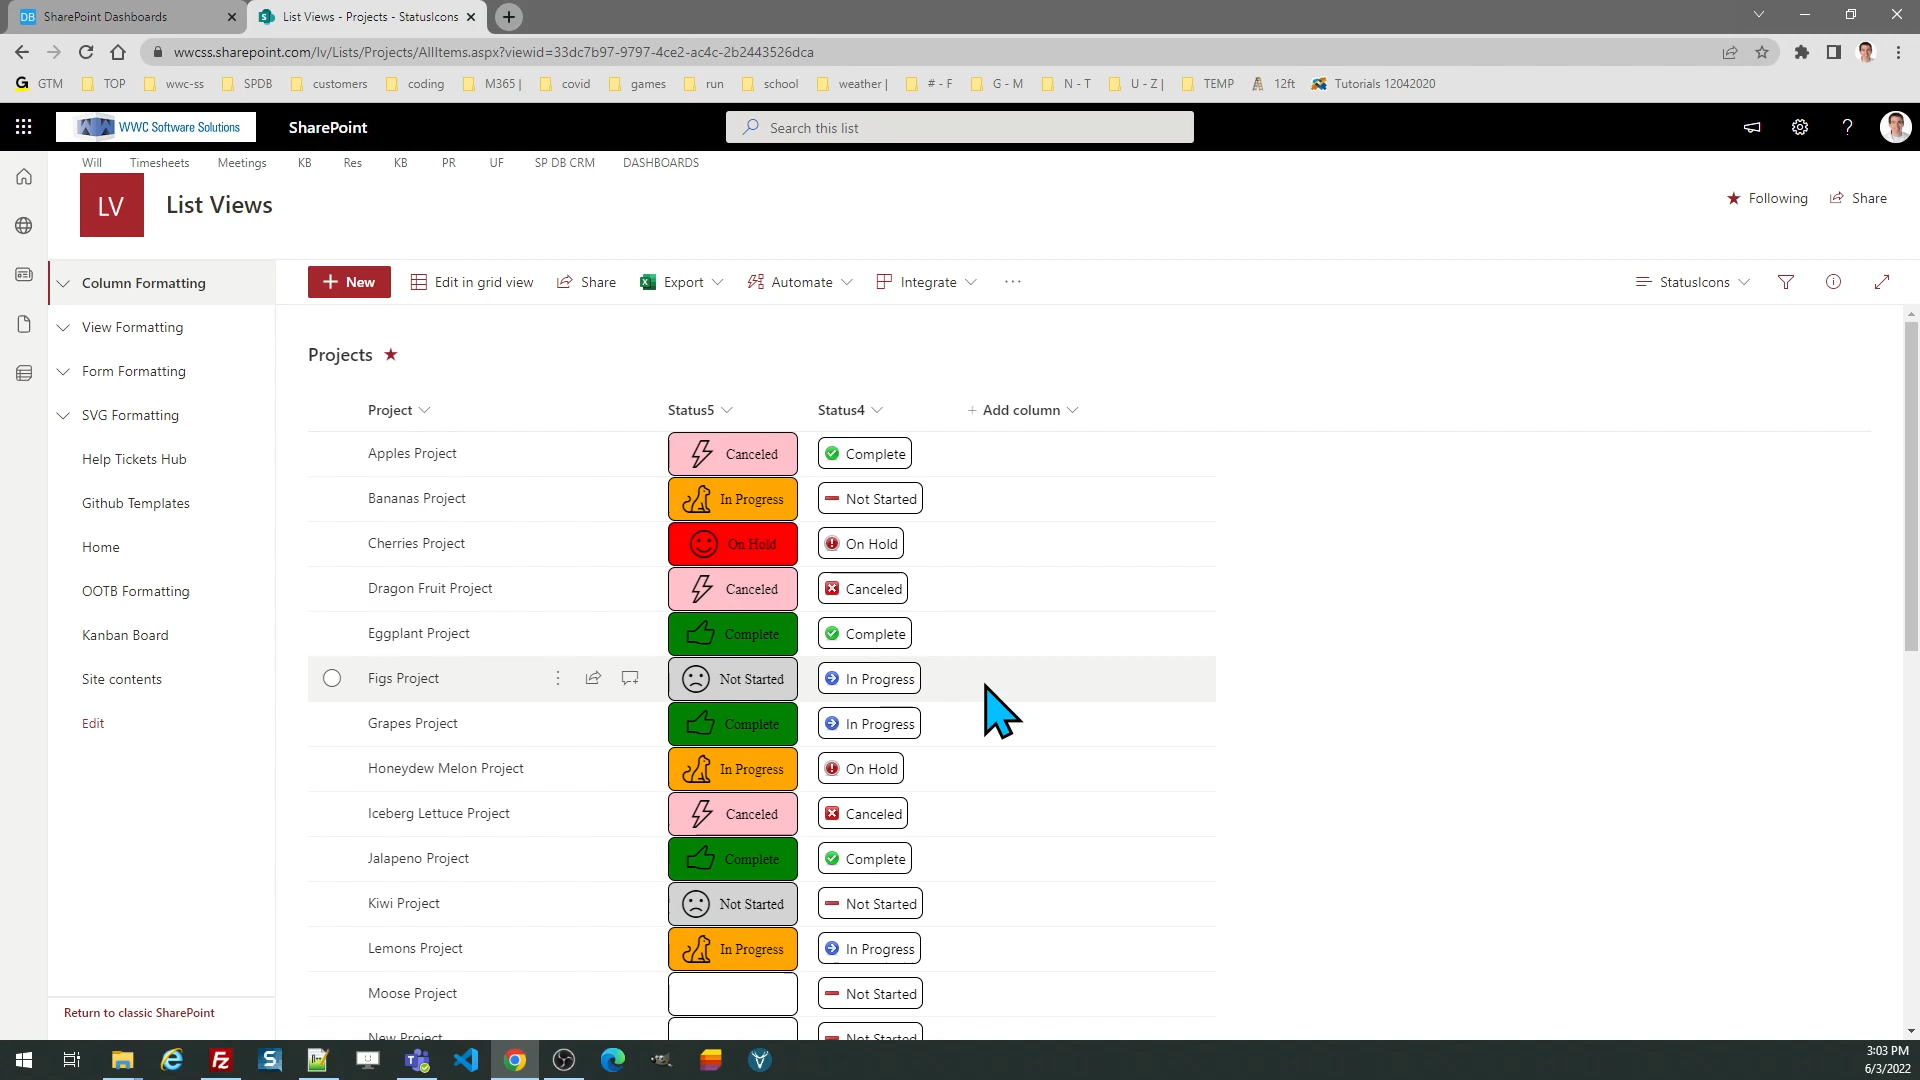 DB SharePoint Dashboards
S List Views - Projects - StatusIcons
wwcss.sharepoint.com/lv/Lists/Projects/AllItems.aspx?viewid=33dc7b97-9797-4ce2-ac4c-2b2443526dca
G GTM TOP wwc-ss SPDB customers coding M365 | covid games run school weather | # - F G - M N - T U - Z | TEMP 12ft Tutorials 12042020
WWC Software Solutions SharePoint Search this list
Will Timesheets Meetings KB Res KB PR UF SP DB CRM DASHBOARDS
LV List Views Following Share
Column Formatting
View Formatting
Form Formatting
SVG Formatting
Help Tickets Hub
Github Templates
Home
OOTB Formatting
Kanban Board
Site contents
Edit
Return to classic SharePoint
+ New Edit in grid view Share Export Automate Integrate ... StatusIcons
Projects
Project Status5 Status4 + Add column
Apples Project Canceled Complete
Bananas Project In Progress Not Started
Cherries Project On Hold On Hold
Dragon Fruit Project Canceled Canceled
Eggplant Project Complete Complete
Figs Project Not Started In Progress
Grapes Project Complete In Progress
Honeydew Melon Project In Progress On Hold
Iceberg Lettuce Project Canceled Canceled
Jalapeno Project Complete Complete
Kiwi Project Not Started Not Started
Lemons Project In Progress In Progress
Moose Project Not Started
New Project Not Started
3:03 PM
6/3/2022